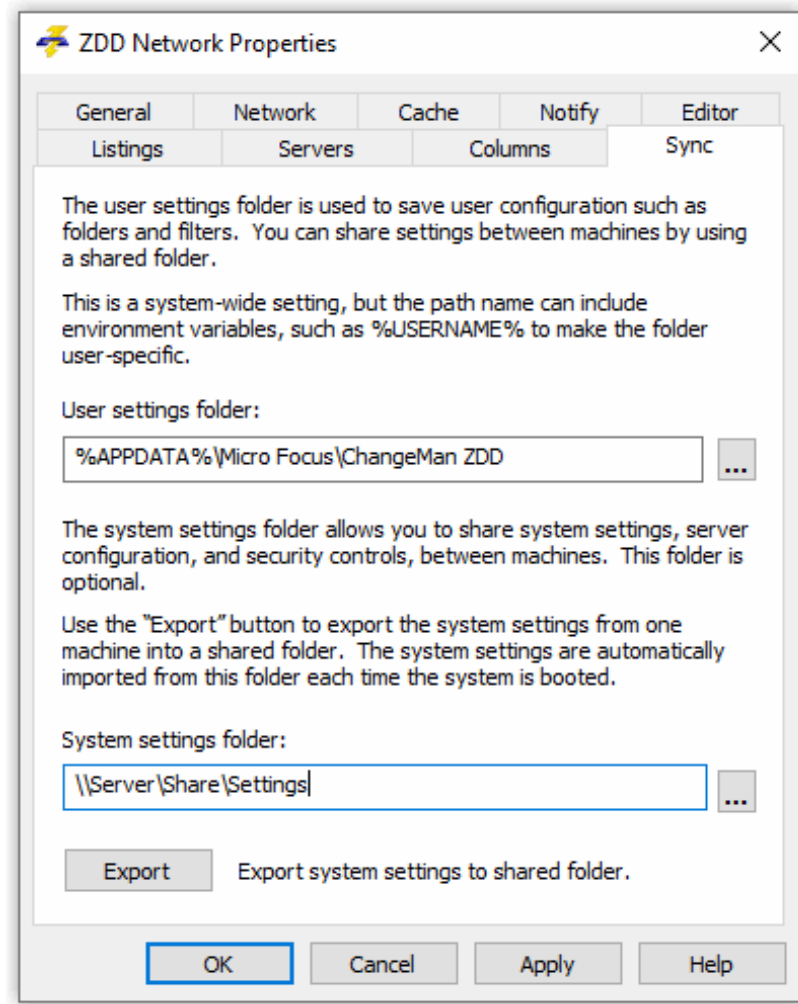 ZDD Network Properties
General Network Cache Notify Editor
Listings Servers Columns Sync
The user settings folder is used to save user configuration such as
folders and filters.  You can share settings between machines by using
a shared folder.
This is a system-wide setting, but the path name can include
environment variables, such as %USERNAME% to make the folder
user-specific.
User settings folder:
%APPDATA%\Micro Focus\ChangeMan ZDD
...
The system settings folder allows you to share system settings, server
configuration, and security controls, between machines.  This folder is
optional.
Use the "Export" button to export the system settings from one
machine into a shared folder.  The system settings are automatically
imported from this folder each time the system is booted.
System settings folder:
\\Server\Share\Settings
...
Export Export system settings to shared folder.
OK Cancel Apply Help